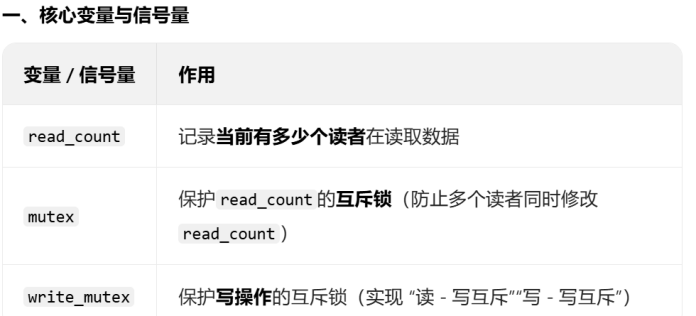 一、核心变量与信号量
变量 / 信号量 作用
read_count 记录当前有多少个读者在读取数据
保护 read_count 的互斥锁（防止多个读者同时修改
mutex
read_count ）
write_mutex 保护写操作的互斥锁（实现 “读 - 写互斥”“写 - 写互斥”）